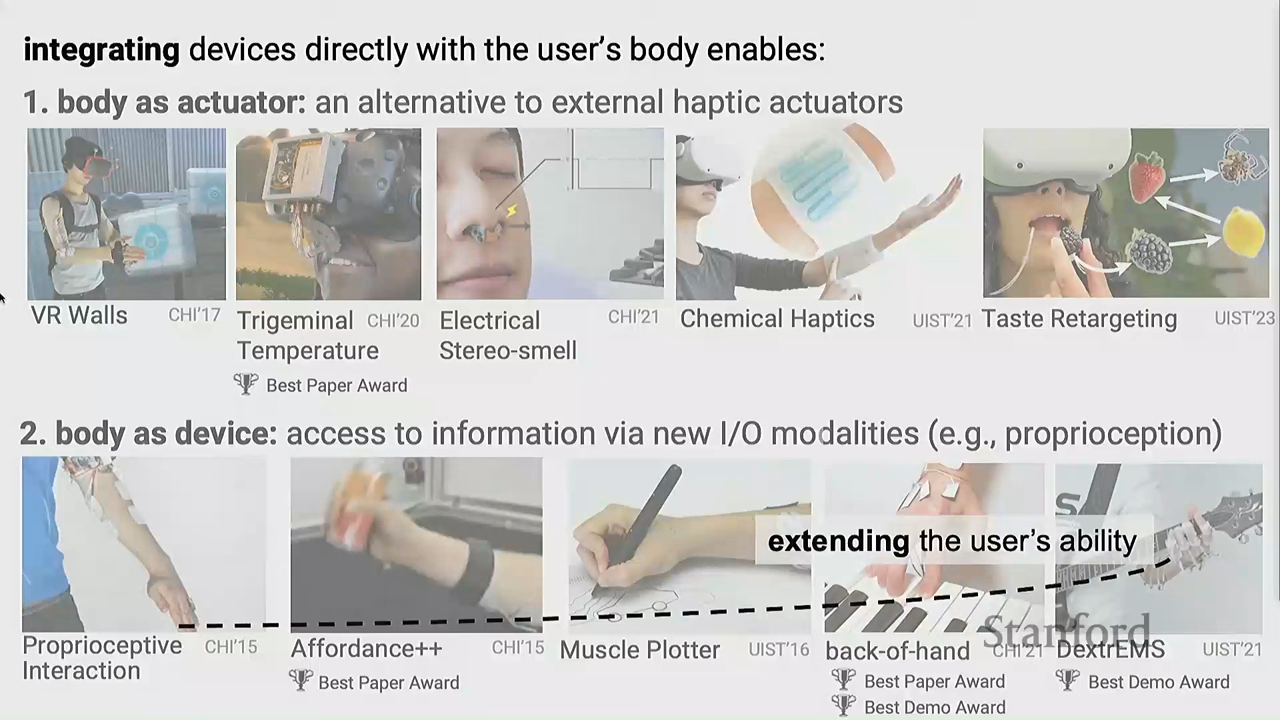 integrating devices directly with the user's body enables:
1. body as actuator: an alternative to external haptic actuators
VR Walls CHI'17
Trigeminal Temperature CHI'20
Best Paper Award
Electrical Stereo-smell CHI'21
Chemical Haptics UIST'21
Taste Retargeting UIST'23
2. body as device: access to information via new I/O modalities (e.g., proprioception)
extending the user's ability
Proprioceptive Interaction CHI'15
Affordance++ CHI'15
Best Paper Award
Muscle Plotter UIST'16
back-of-hand CHI'21
Best Paper Award
Best Demo Award
DextrEMS UIST'21
Best Demo Award
Stanford